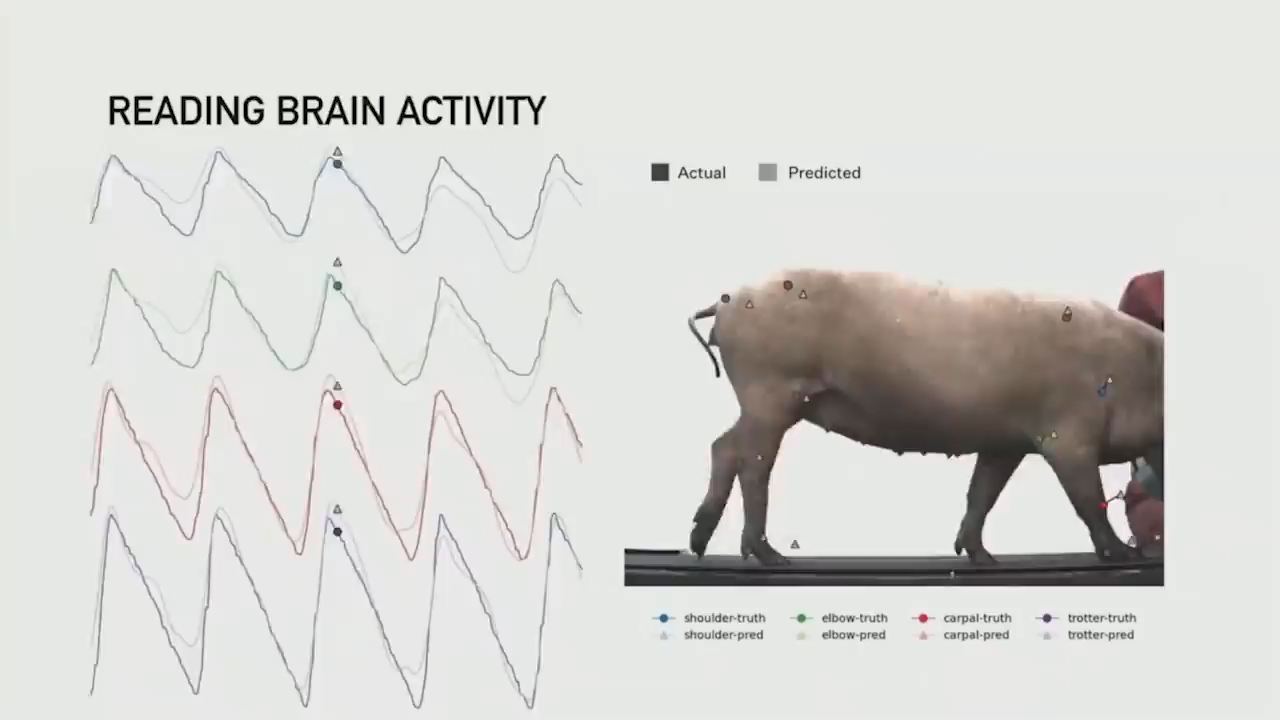 READING BRAIN ACTIVITY
Actual Predicted
shoulder-truth elbow-truth carpal-truth trotter-truth
shoulder-pred elbow-pred carpal-pred trotter-pred